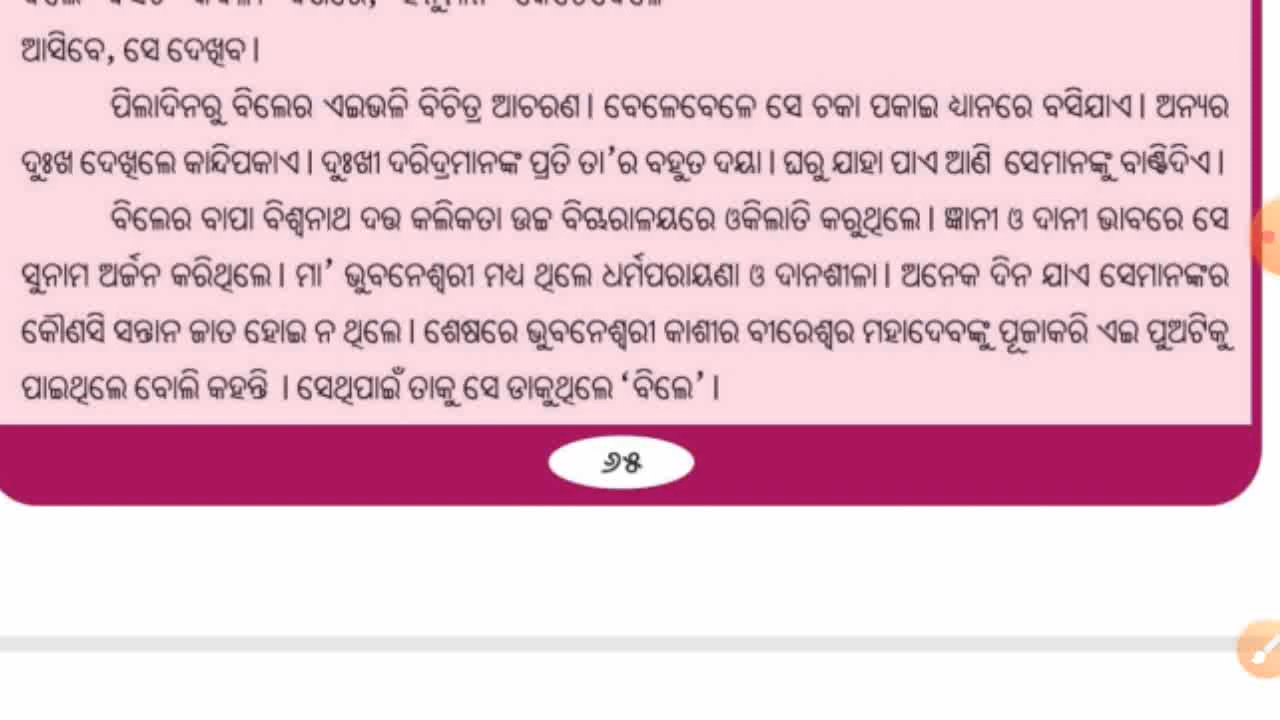 ଆସିବେ, ସେ ଦେଖିବ।
ପିଲାଦିନରୁ ବିଲେର ଏଇଭଳି ବିଚିତ୍ର ଆଚରଣ। ବେଳେବେଳେ ସେ ଚକା ପକାଇ ଧ୍ୟାନରେ ବସିଯାଏ। ଅନ୍ୟର
ଦୁଃଖ ଦେଖିଲେ କାନ୍ଦିପକାଏ। ଦୁଃଖୀ ଦରିଦ୍ରମାନଙ୍କ ପ୍ରତି ତା’ର ବହୁତ ଦୟା। ଘରୁ ଯାହା ପାଏ ଆଣି ସେମାନଙ୍କୁ ବାଣ୍ଟିଦିଏ।
ବିଲେର ବାପା ବିଶ୍ୱନାଥ ଦତ୍ତ କଲିକତା ଉଚ୍ଚ ବିଚାରାଳୟରେ ଓକିଲାତି କରୁଥିଲେ। ଜ୍ଞାନୀ ଓ ଦାନୀ ଭାବରେ ସେ
ସୁନାମ ଅର୍ଜନ କରିଥିଲେ। ମା’ ଭୁବନେଶ୍ୱରୀ ମଧ୍ୟ ଥିଲେ ଧର୍ମପରାୟଣା ଓ ଦାନଶୀଳା। ଅନେକ ଦିନ ଯାଏ ସେମାନଙ୍କର
କୌଣସି ସନ୍ତାନ ଜାତ ହୋଇ ନ ଥିଲେ। ଶେଷରେ ଭୁବନେଶ୍ୱରୀ କାଶୀର ବୀରେଶ୍ୱର ମହାଦେବଙ୍କୁ ପୂଜାକରି ଏଇ ପୁଅଟିକୁ
ପାଇଥିଲେ ବୋଲି କହନ୍ତି । ସେଥିପାଇଁ ତାକୁ ସେ ଡାକୁଥିଲେ ‘ବିଲେ’।
୬୫